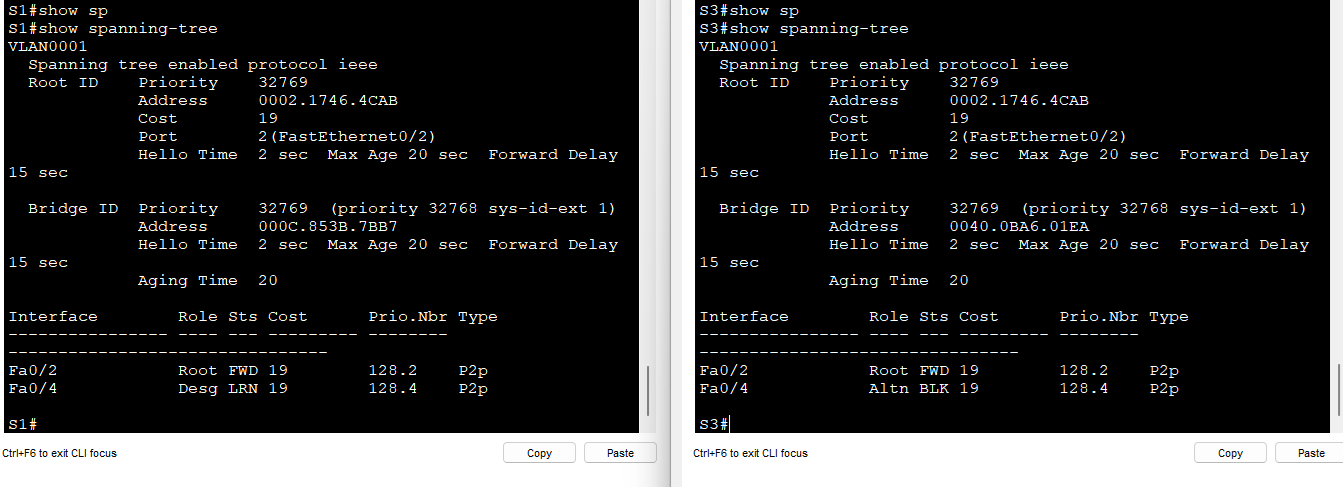 S1#show sp
S1#show spanning-tree
VLAN0001
  Spanning tree enabled protocol ieee
  Root ID    Priority    32769
             Address     0002.1746.4CAB
             Cost        19
             Port        2(FastEthernet0/2)
             Hello Time  2 sec  Max Age 20 sec  Forward Delay
15 sec

  Bridge ID  Priority    32769  (priority 32768 sys-id-ext 1)
             Address     000C.853B.7BB7
             Hello Time  2 sec  Max Age 20 sec  Forward Delay
15 sec
             Aging Time  20

Interface        Role Sts Cost      Prio.Nbr Type
---------------- ---- --- --------- --------
--------------------------------
Fa0/2            Root FWD 19        128.2    P2p
Fa0/4            Desg LRN 19        128.4    P2p

S1#
Ctrl+F6 to exit CLI focus
Copy
Paste
S3#show sp
S3#show spanning-tree
VLAN0001
  Spanning tree enabled protocol ieee
  Root ID    Priority    32769
             Address     0002.1746.4CAB
             Cost        19
             Port        2(FastEthernet0/2)
             Hello Time  2 sec  Max Age 20 sec  Forward Delay
15 sec

  Bridge ID  Priority    32769  (priority 32768 sys-id-ext 1)
             Address     0040.0BA6.01EA
             Hello Time  2 sec  Max Age 20 sec  Forward Delay
15 sec
             Aging Time  20

Interface        Role Sts Cost      Prio.Nbr Type
---------------- ---- --- --------- --------
--------------------------------
Fa0/2            Root FWD 19        128.2    P2p
Fa0/4            Altn BLK 19        128.4    P2p

S3#
Ctrl+F6 to exit CLI focus
Copy
Paste